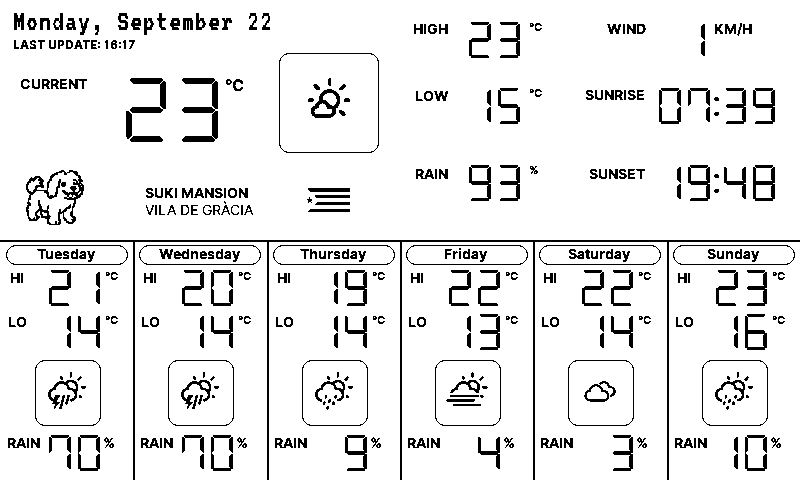 Monday, September 22
LAST UPDATE: 16:17
CURRENT 23 °C
SUKI MANSION
VILA DE GRÀCIA
HIGH 23 °C
LOW 15 °C
RAIN 93 %
WIND 1 KM/H
SUNRISE 07:39
SUNSET 19:48
Tuesday
HI 21 °C
LO 14 °C
RAIN 70 %
Wednesday
HI 20 °C
LO 14 °C
RAIN 70 %
Thursday
HI 19 °C
LO 14 °C
RAIN 9 %
Friday
HI 22 °C
LO 13 °C
RAIN 4 %
Saturday
HI 22 °C
LO 14 °C
RAIN 3 %
Sunday
HI 23 °C
LO 16 °C
RAIN 10 %